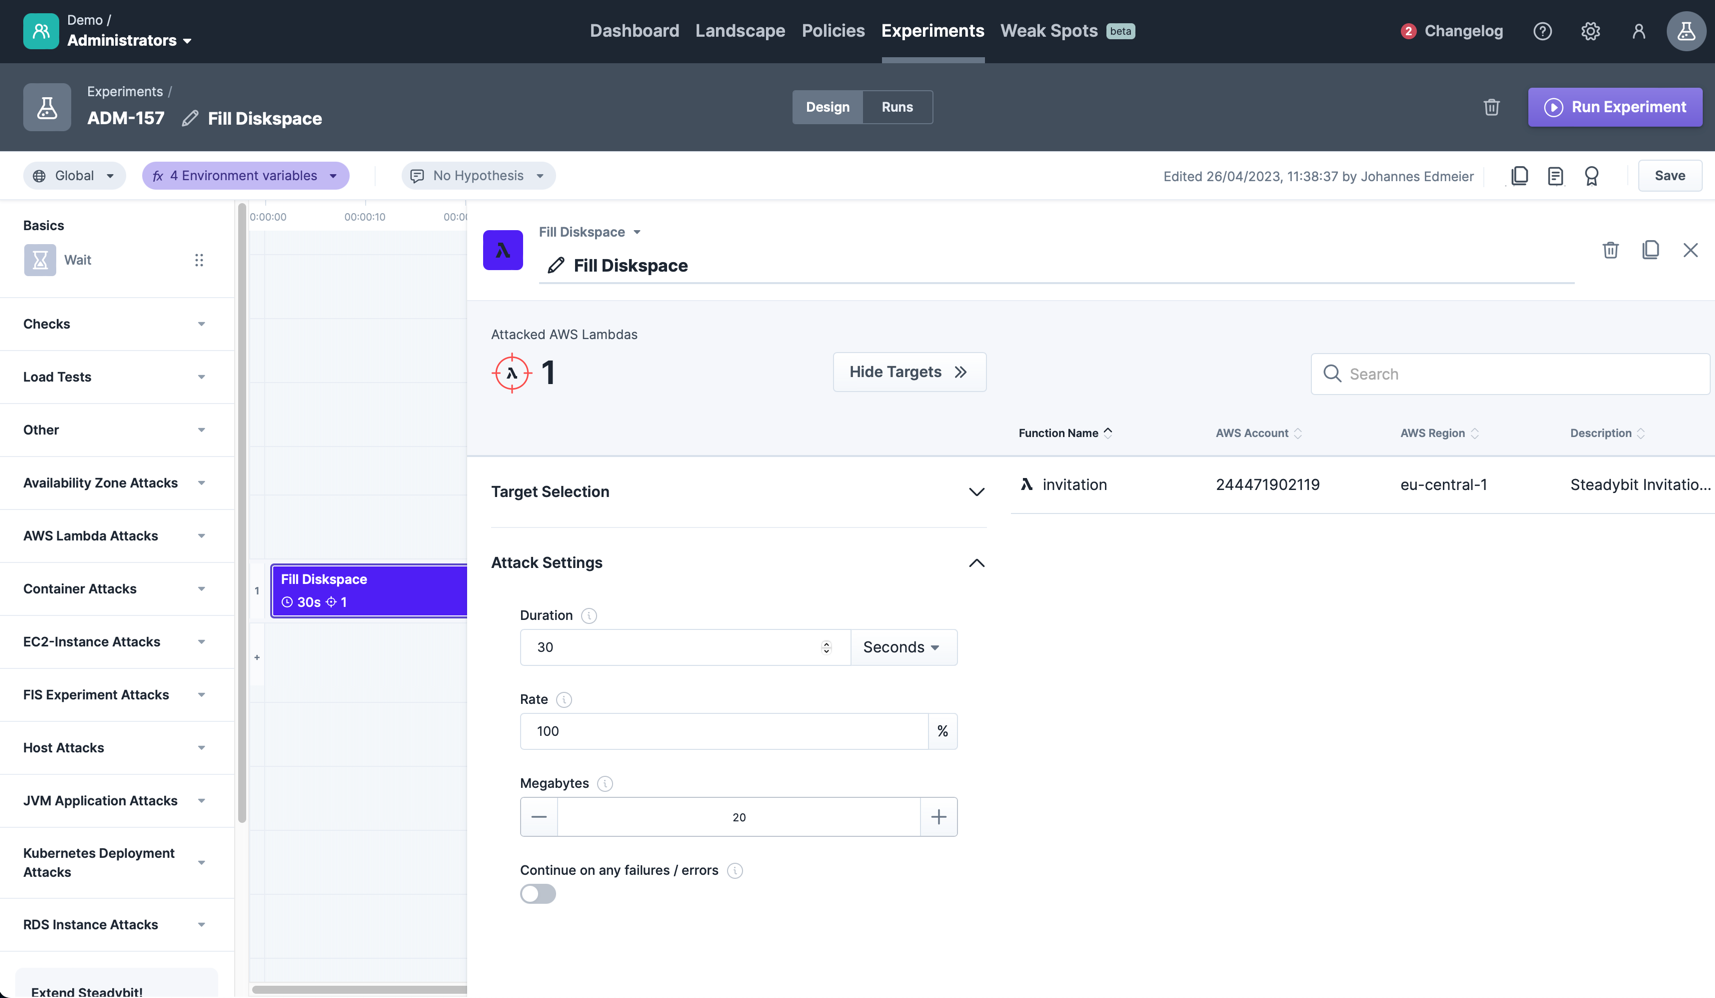 Demo /
Administrators
Dashboard
Landscape
Policies
Experiments
Weak Spots beta
2 Changelog
Experiments /
ADM-157 Fill Diskspace
Design
Runs
Run Experiment
Global
fx 4 Environment variables
No Hypothesis
Edited 26/04/2023, 11:38:37 by Johannes Edmeier
Save
Basics
Wait
Checks
Load Tests
Other
Availability Zone Attacks
AWS Lambda Attacks
Container Attacks
EC2-Instance Attacks
FIS Experiment Attacks
Host Attacks
JVM Application Attacks
Kubernetes Deployment
Attacks
RDS Instance Attacks
Extend Steadybit!
0:00:00
00:00:10
00:00
1
Fill Diskspace
30s 1
+
Fill Diskspace
Fill Diskspace
Attacked AWS Lambdas
1
Hide Targets
Search
Function Name
AWS Account
AWS Region
Description
invitation
244471902119
eu-central-1
Steadybit Invitatio...
Target Selection
Attack Settings
Duration
30
Seconds
Rate
100
%
Megabytes
20
Continue on any failures / errors